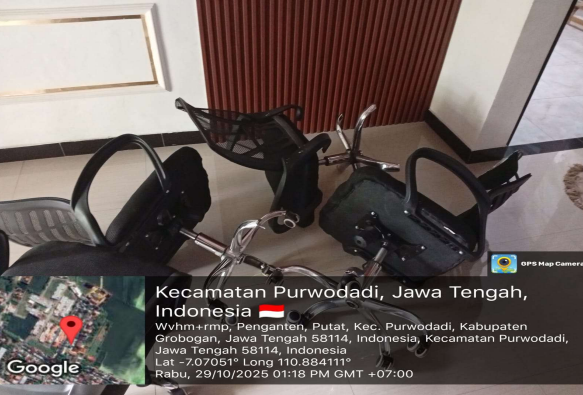 GPS Map Camera
Kecamatan Purwodadi, Jawa Tengah,
Indonesia 🇮🇩
Wvhm+rmp, Penganten, Putat, Kec. Purwodadi, Kabupaten
Grobogan, Jawa Tengah 58114, Indonesia, Kecamatan Purwodadi,
Jawa Tengah 58114, Indonesia
Lat -7.07051° Long 110.884111°
Rabu, 29/10/2025 01:18 PM GMT +07:00
Google